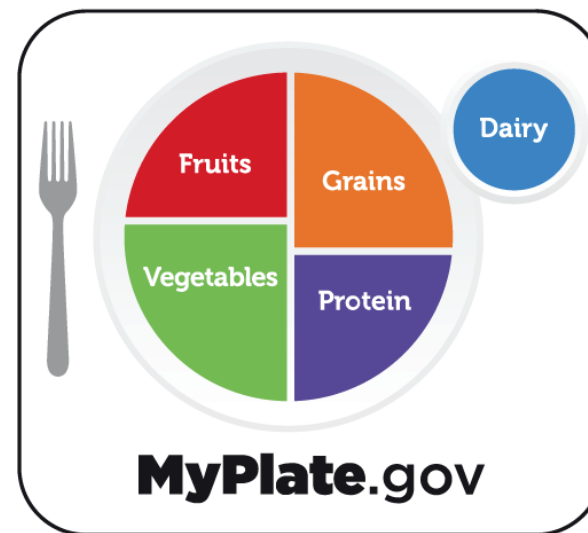 Fruits
Grains
Dairy
Vegetables
Protein
MyPlate.gov